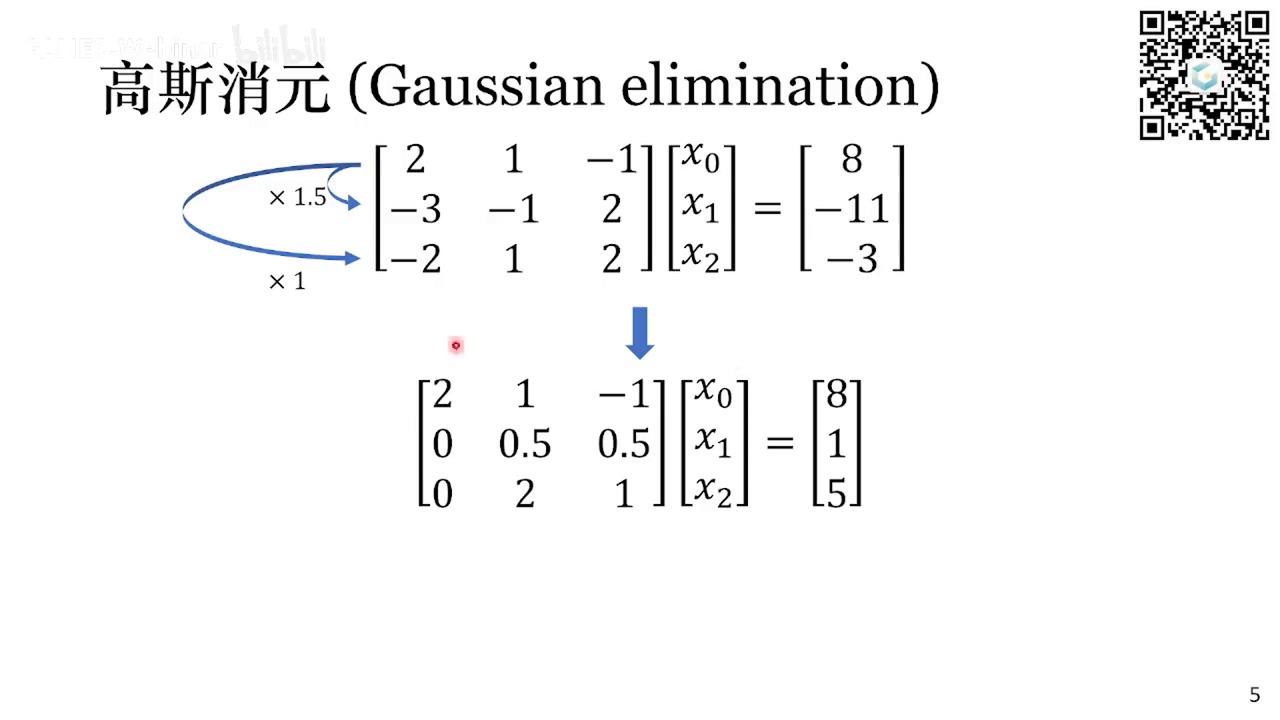 bilibili
高斯消元 (Gaussian elimination)
× 1.5
× 1
[2 1 −1] [x₀] = [8]
[−3 −1 2] [x₁] = [−11]
[−2 1 2] [x₂] = [−3]
[2 1 −1] [x₀] = [8]
[0 0.5 0.5] [x₁] = [1]
[0 2 1] [x₂] = [5]
5